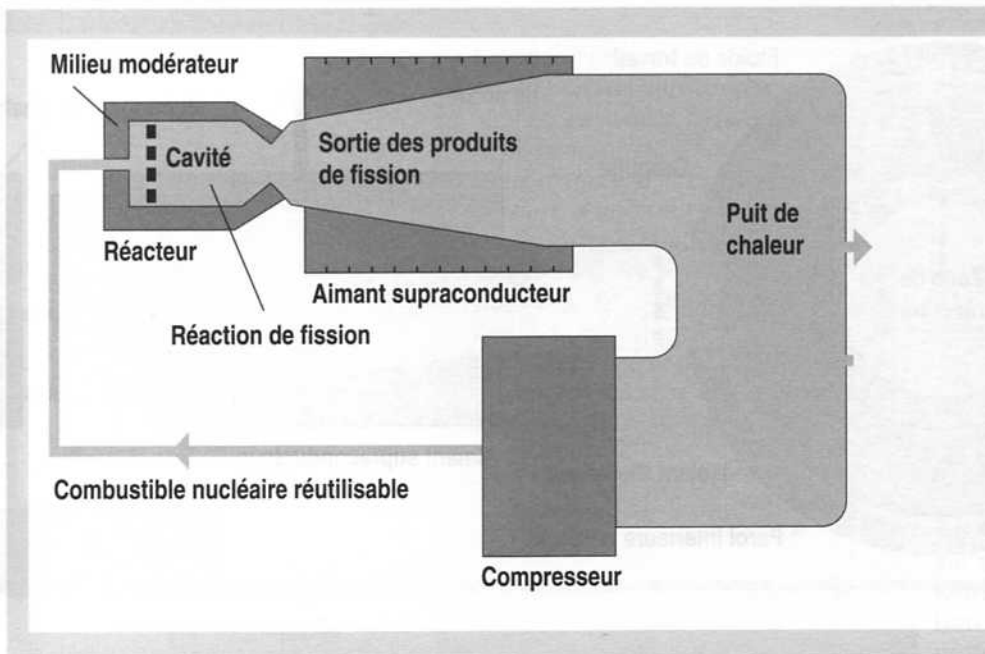 Milieu modérateur
Cavité
Sortie des produits
de fission
Puit de
chaleur
Réacteur
Aimant supraconducteur
Réaction de fission
Combustible nucléaire réutilisable
Compresseur